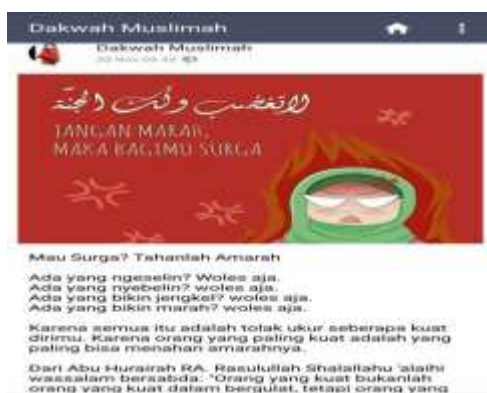 Dakwah Muslimah
Dakwah Muslimah
لاتغضب ولك الجنة
JANGAN MARAH,
MAKA BAGIMU SURGA
Mau Surga? Tahanlah Amarah
Ada yang ngeselin? Woles aja.
Ada yang nyebelin? woles aja.
Ada yang bikin jengkel? woles aja.
Ada yang bikin marah? woles aja.
Karena semua itu adalah tolak ukur seberapa kuat
dirimu. Karena orang yang paling kuat adalah yang
paling bisa menahan amarahnya.
Dari Abu Hurairah RA. Rasulullah Shalallahu 'alaihi
wassalam bersabda: "Orang yang kuat bukanlah
orang yang kuat dalam bergulat, tetapi orang yang